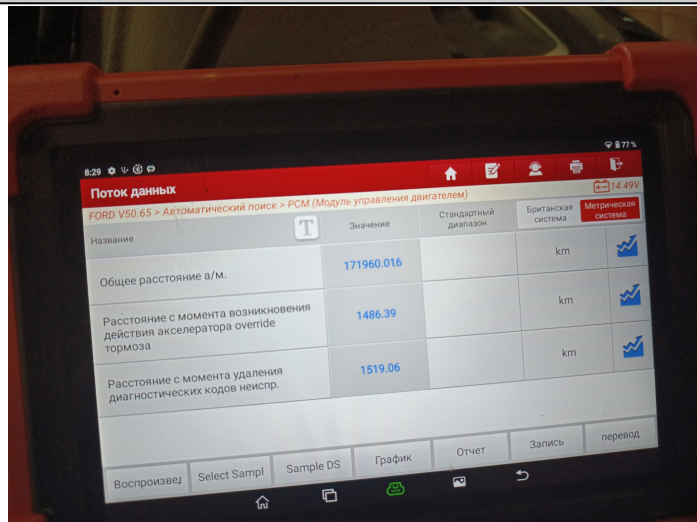 8:29
77%
Поток данных
FORD V50.65 > Автоматический поиск > PCM (Модуль управления двигателем)
14.49V
Название
T
Значение
Стандартный
диапазон
Британская
система
Метрическая
система
Общее расстояние а/м.
171960.016
km
Расстояние с момента возникновения
действия акселератора override
тормоза
1486.39
km
Расстояние с момента удаления
диагностических кодов неиспр.
1519.06
km
Воспроизвед
Select Sampl
Sample DS
График
Отчет
Запись
перевод